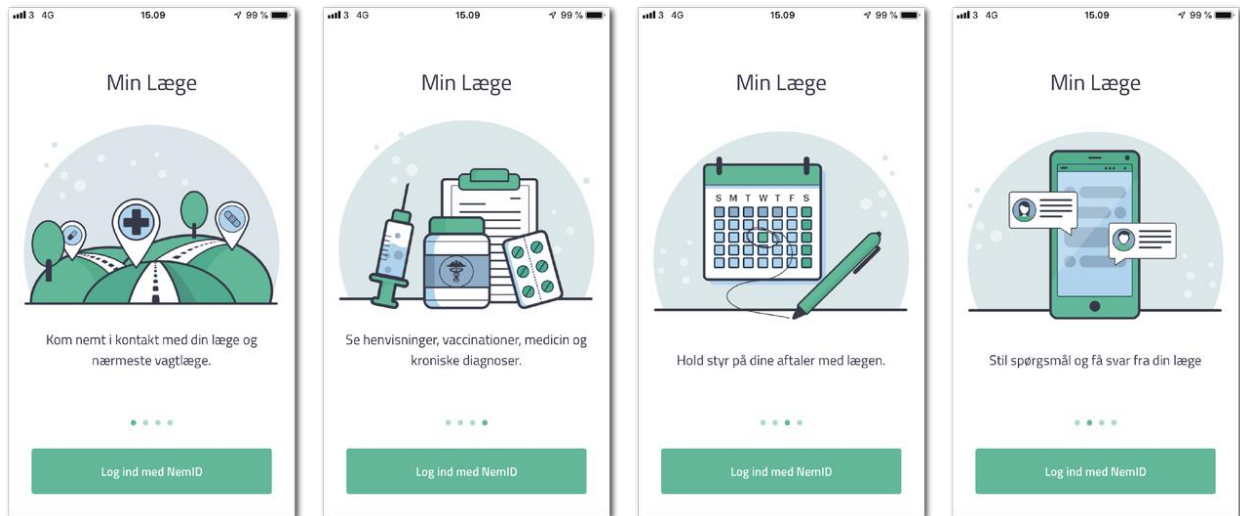 3 4G 15.09 99 %
Min Læge
Kom nemt i kontakt med din læge og
nærmeste vagtlæge.
Log ind med NemID
3 4G 15.09 99 %
Min Læge
Se henvisninger, vaccinationer, medicin og
kroniske diagnoser.
Log ind med NemID
3 4G 15.09 99 %
Min Læge
S M T W T F S
Hold styr på dine aftaler med lægen.
Log ind med NemID
3 4G 15.09 99 %
Min Læge
Stil spørgsmål og få svar fra din læge
Log ind med NemID